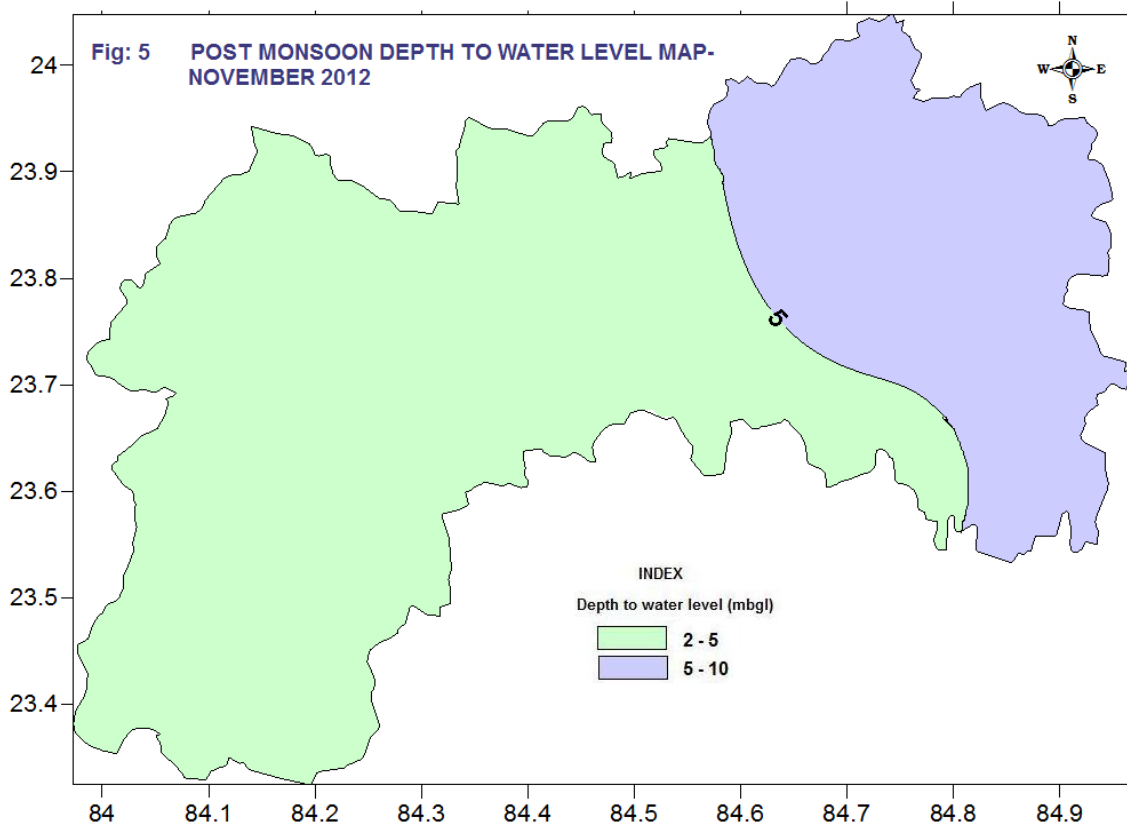 Fig: 5 POST MONSOON DEPTH TO WATER LEVEL MAP-
NOVEMBER 2012
N
W E
S
24
23.9
23.8
23.7
23.6
23.5
23.4
5
INDEX
Depth to water level (mbgl)
2 - 5
5 - 10
84 84.1 84.2 84.3 84.4 84.5 84.6 84.7 84.8 84.9